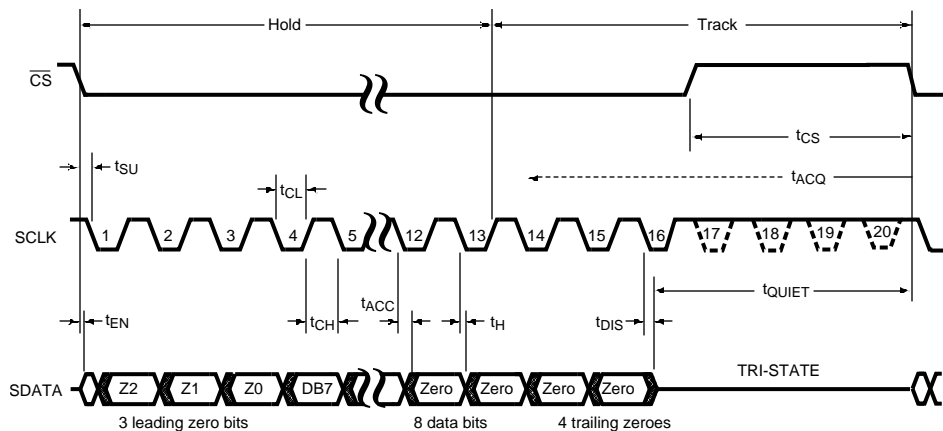 Hold Track
CS
tCS
tSU
tCL
tACQ
SCLK 1 2 3 4 5 12 13 14 15 16 17 18 19 20
tACC
tQUIET
tEN tCH tH tDIS
TRI-STATE
SDATA Z2 Z1 Z0 DB7 Zero Zero Zero Zero
3 leading zero bits 8 data bits 4 trailing zeroes